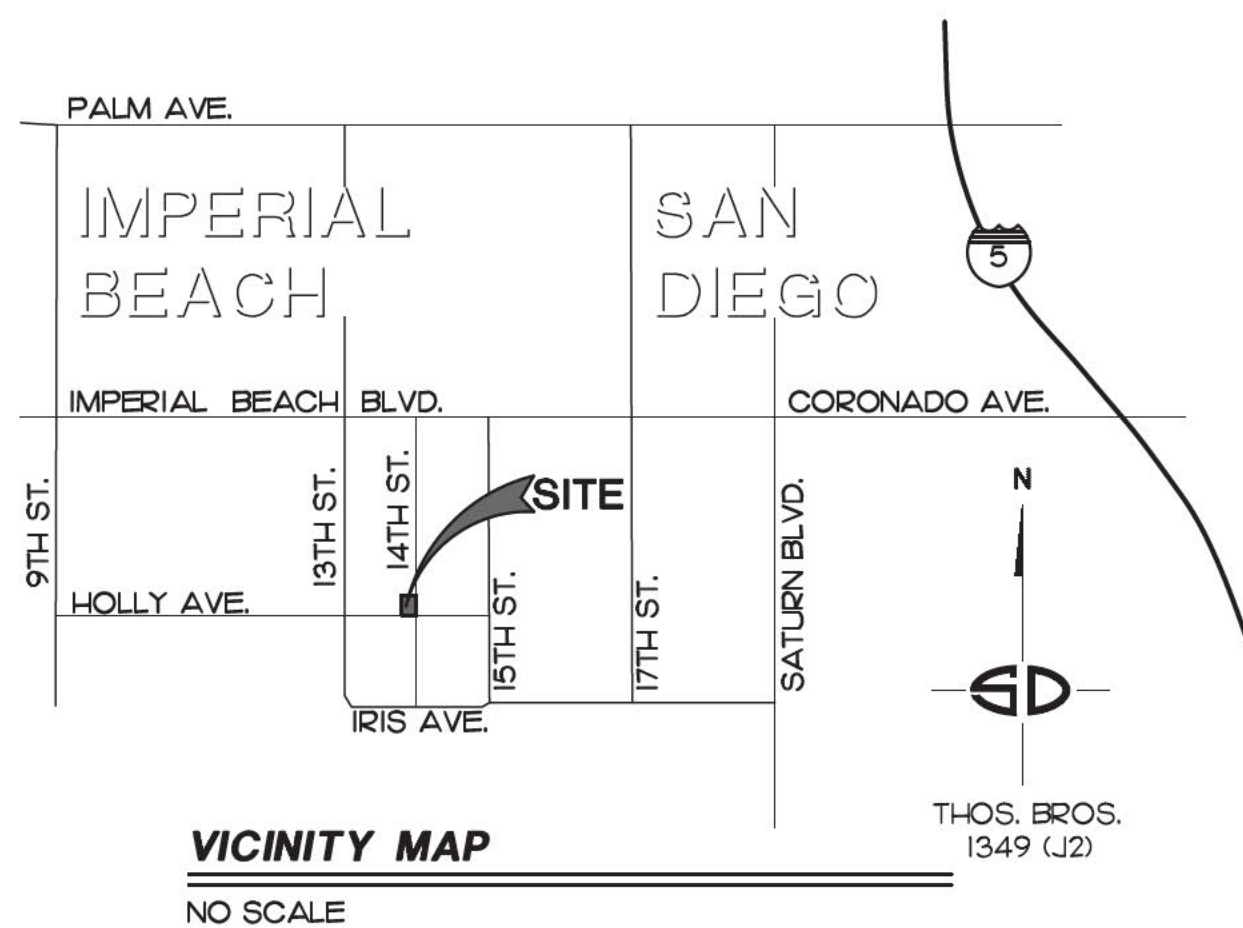 PALM AVE.
IMPERIAL
BEACH
SAN
DIEGO
5
IMPERIAL BEACH BLVD.
CORONADO AVE.
9TH ST.
13TH ST.
14TH ST.
SITE
N
HOLLY AVE.
15TH ST.
17TH ST.
SATURN BLVD.
SD
IRIS AVE.
THOS. BROS.
1349 (J2)
VICINITY MAP
NO SCALE